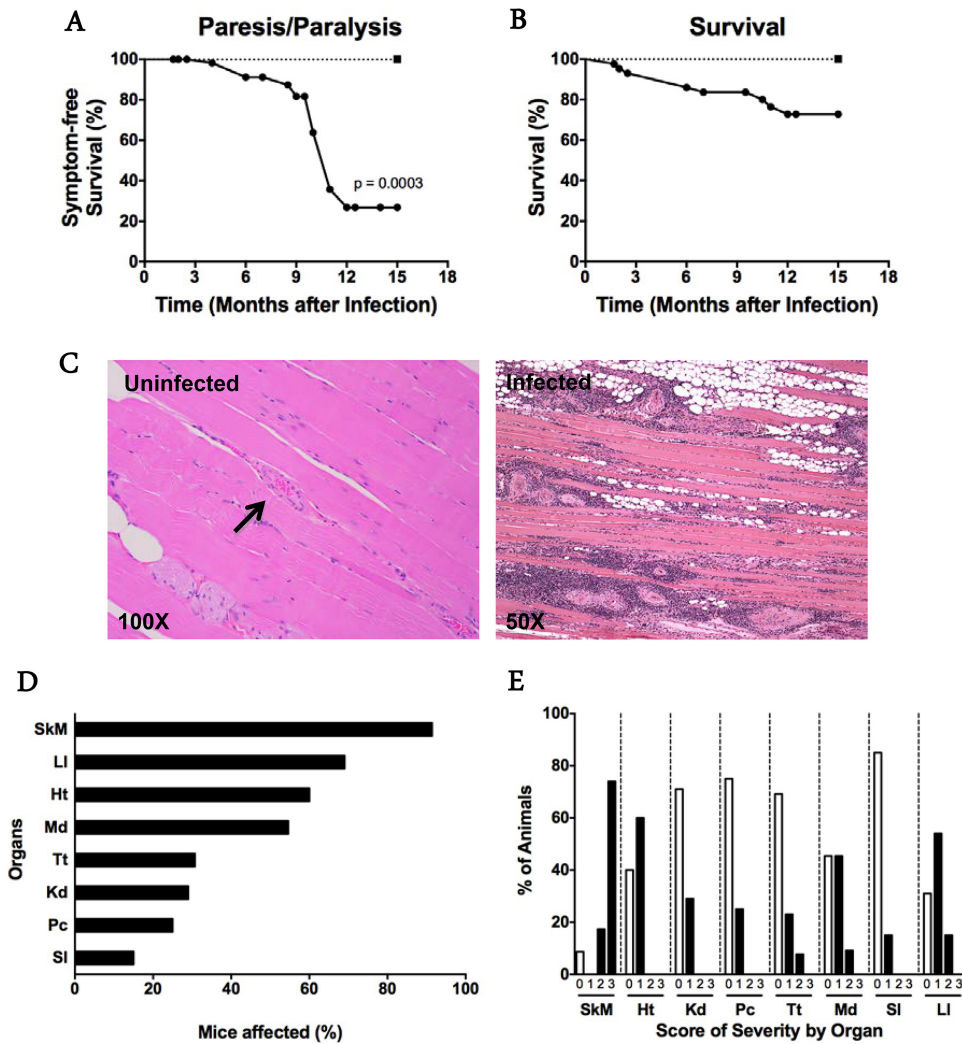 A
Paresis/Paralysis
Symptom-free
Survival (%)
100
80
60
40
20
0
p = 0.0003
0 3 6 9 12 15 18
Time (Months after Infection)
B
Survival
Survival (%)
100
80
60
40
20
0
0 3 6 9 12 15 18
Time (Months after Infection)
C
Uninfected
100X
Infected
50X
D
Organs
SkM
LI
Ht
Md
Tt
Kd
Pc
SI
0 20 40 60 80 100
Mice affected (%)
E
% of Animals
100
80
60
40
20
0
0 1 2 3 0 1 2 3 0 1 2 3 0 1 2 3 0 1 2 3 0 1 2 3 0 1 2 3 0 1 2 3
SkM Ht Kd Pc Tt Md SI LI
Score of Severity by Organ